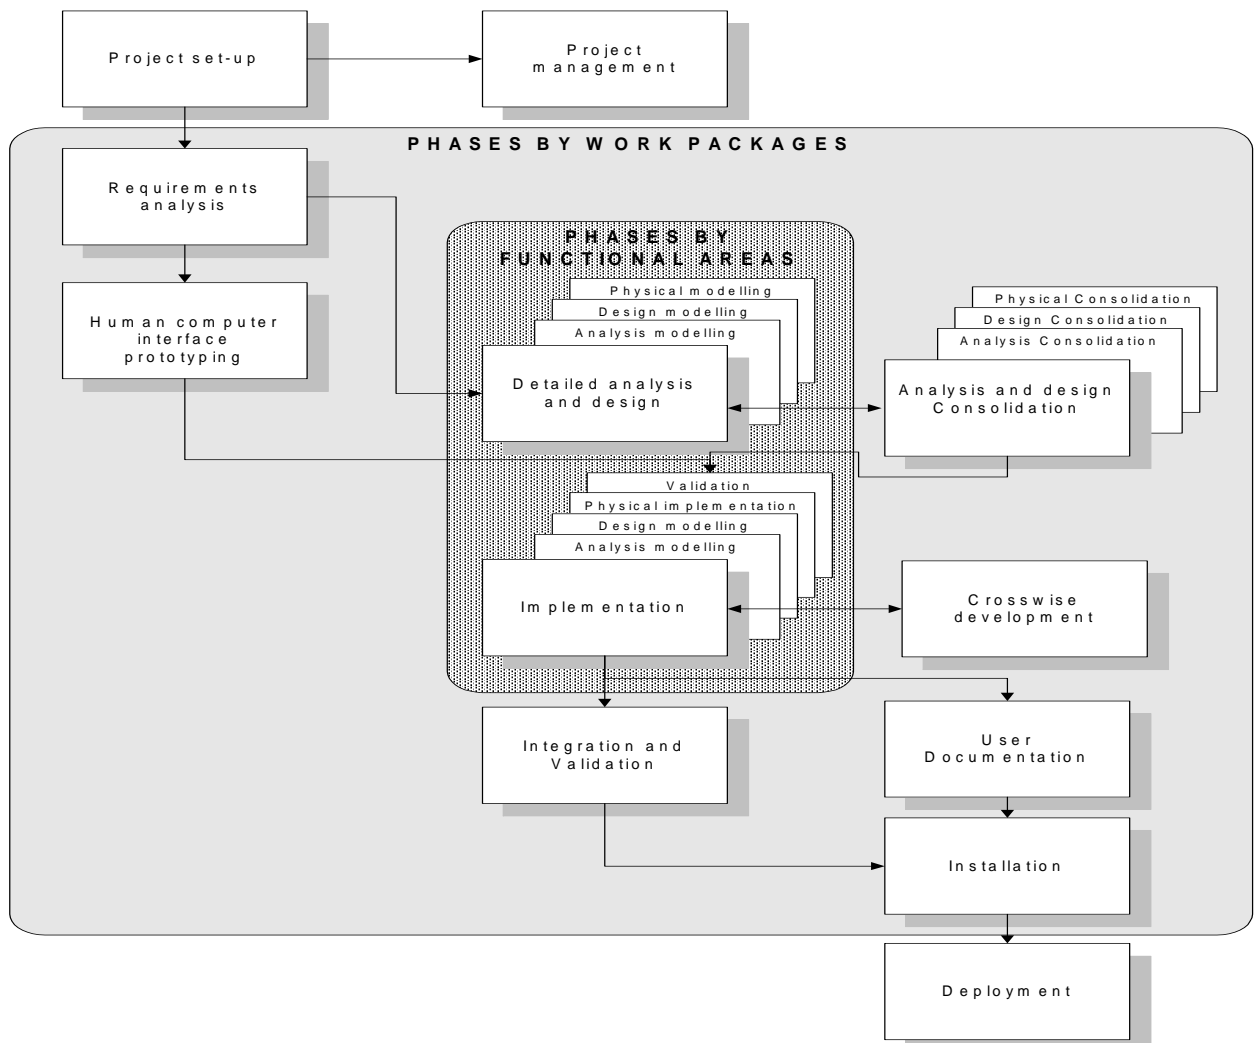 Project set-up
Project
management
PHASES BY WORK PACKAGES
Requirements
analysis
PHASES BY
FUNCTIONAL AREAS
Human computer
interface
prototyping
Physical modelling
Design modelling
Analysis modelling
Detailed analysis
and design
Physical Consolidation
Design Consolidation
Analysis Consolidation
Analysis and design
Consolidation
Validation
Physical implementation
Design modelling
Analysis modelling
Implementation
Crosswise
development
Integration and
Validation
User
Documentation
Installation
Deployment